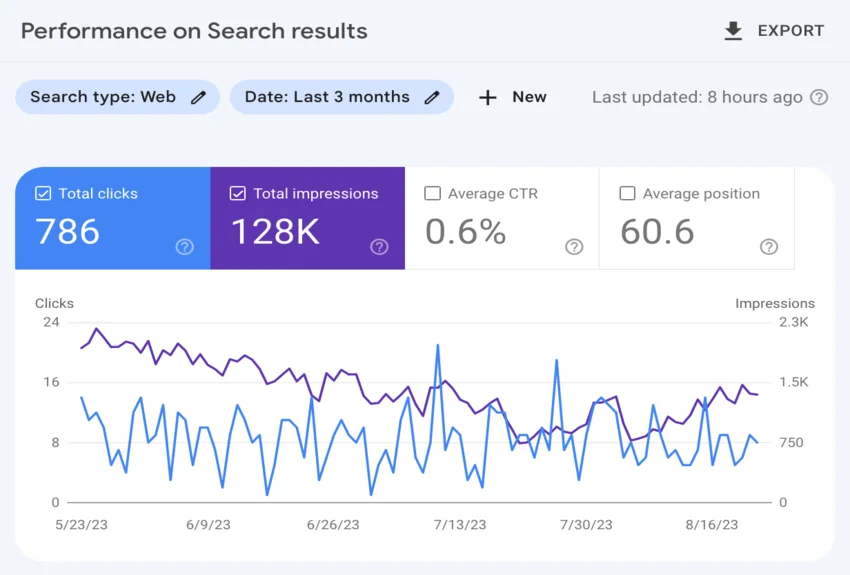 Performance on Search results
EXPORT
Search type: Web
Date: Last 3 months
New
Last updated: 8 hours ago
Total clicks
786
Total impressions
128K
Average CTR
0.6%
Average position
60.6
Clicks
Impressions
24
2.3K
16
1.5K
8
750
0
0
5/23/23
6/9/23
6/26/23
7/13/23
7/30/23
8/16/23